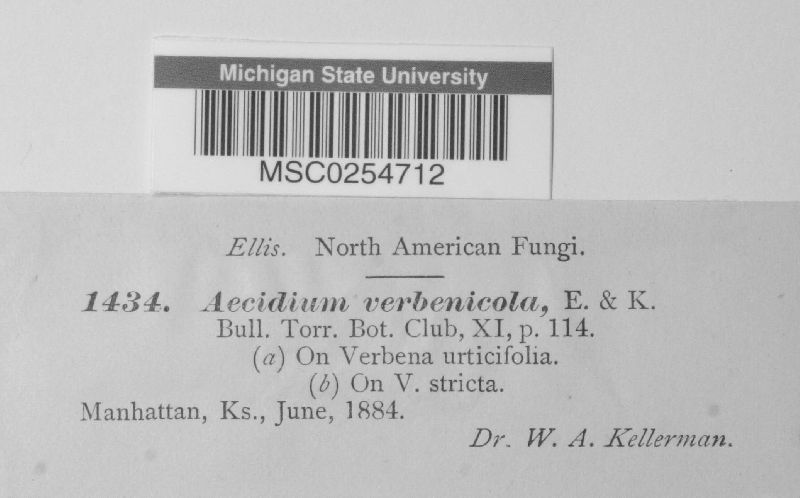 Michigan State University
MSC0254712
Ellis. North American Fungi.
1434. Aecidium verbenicola, E. & K.
Bull. Torr. Bot. Club, XI, p. 114.
(a) On Verbena urticifolia.
(b) On V. stricta.
Manhattan, Ks., June, 1884.
Dr. W. A. Kellerman.